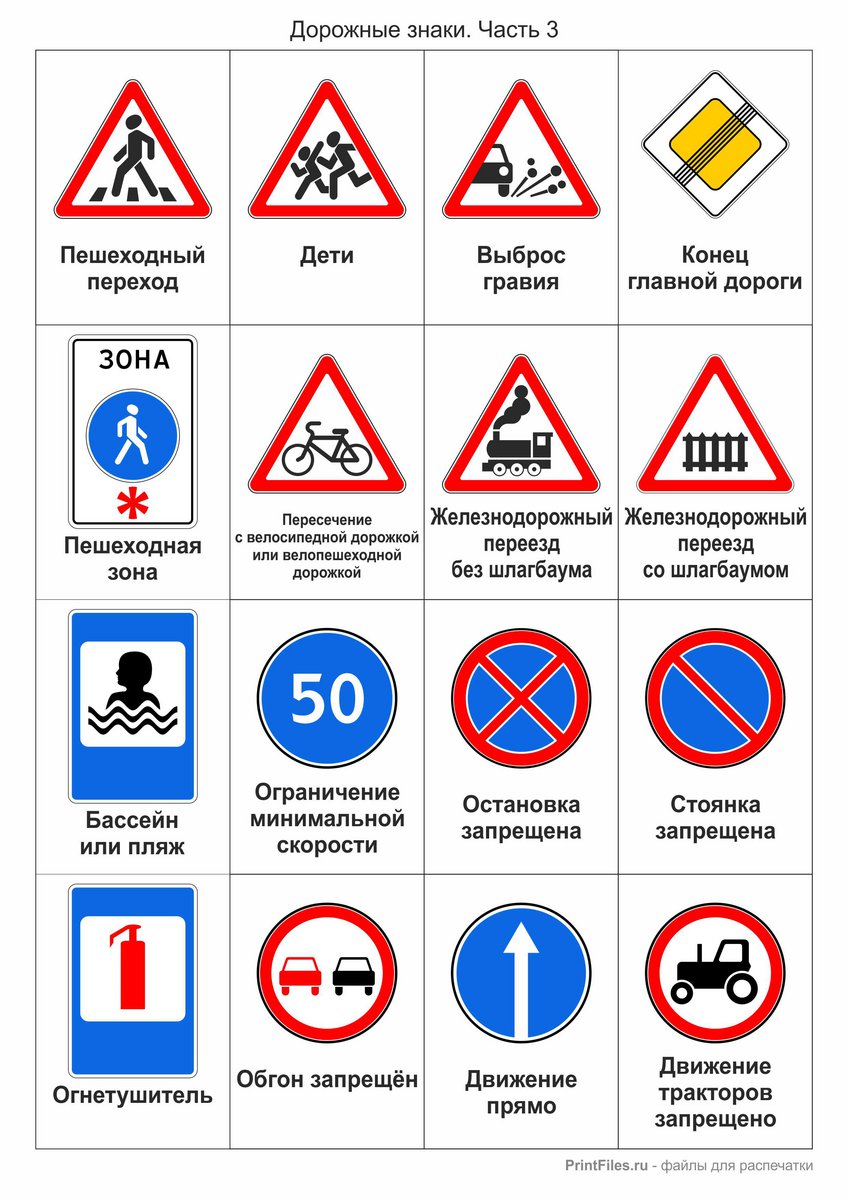 Дорожные знаки. Часть 3
Пешеходный
переход
Дети
Выброс
гравия
Конец
главной дороги
ЗОНА
*
Пешеходная
зона
Пересечение
с велосипедной дорожкой
или велопешеходной
дорожкой
Железнодорожный
переезд
без шлагбаума
Железнодорожный
переезд
со шлагбаумом
Бассейн
или пляж
50
Ограничение
минимальной
скорости
Остановка
запрещена
Стоянка
запрещена
Огнетушитель
Обгон запрещён
Движение
прямо
Движение
тракторов
запрещено
PrintFiles.ru - файлы для распечатки